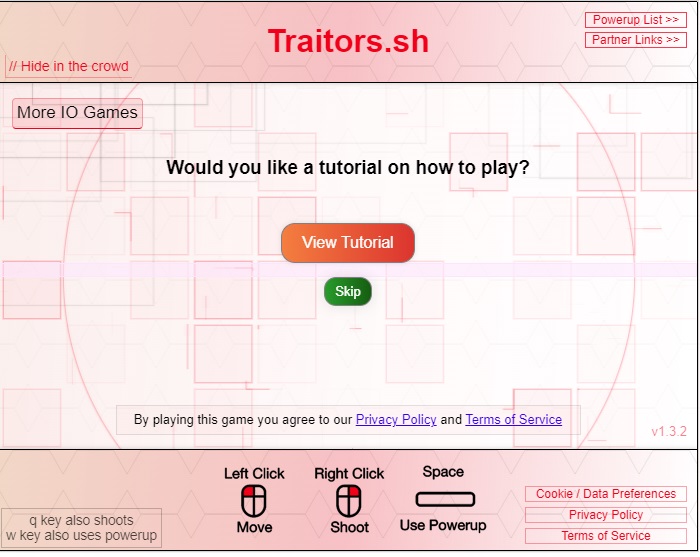 Traitors.sh
Powerup List >>
Partner Links >>
// Hide in the crowd
More IO Games
Would you like a tutorial on how to play?
View Tutorial
Skip
By playing this game you agree to our Privacy Policy and Terms of Service
v1.3.2
Left Click
Right Click
Space
Move
Shoot
Use Powerup
q key also shoots
w key also uses powerup
Cookie / Data Preferences
Privacy Policy
Terms of Service